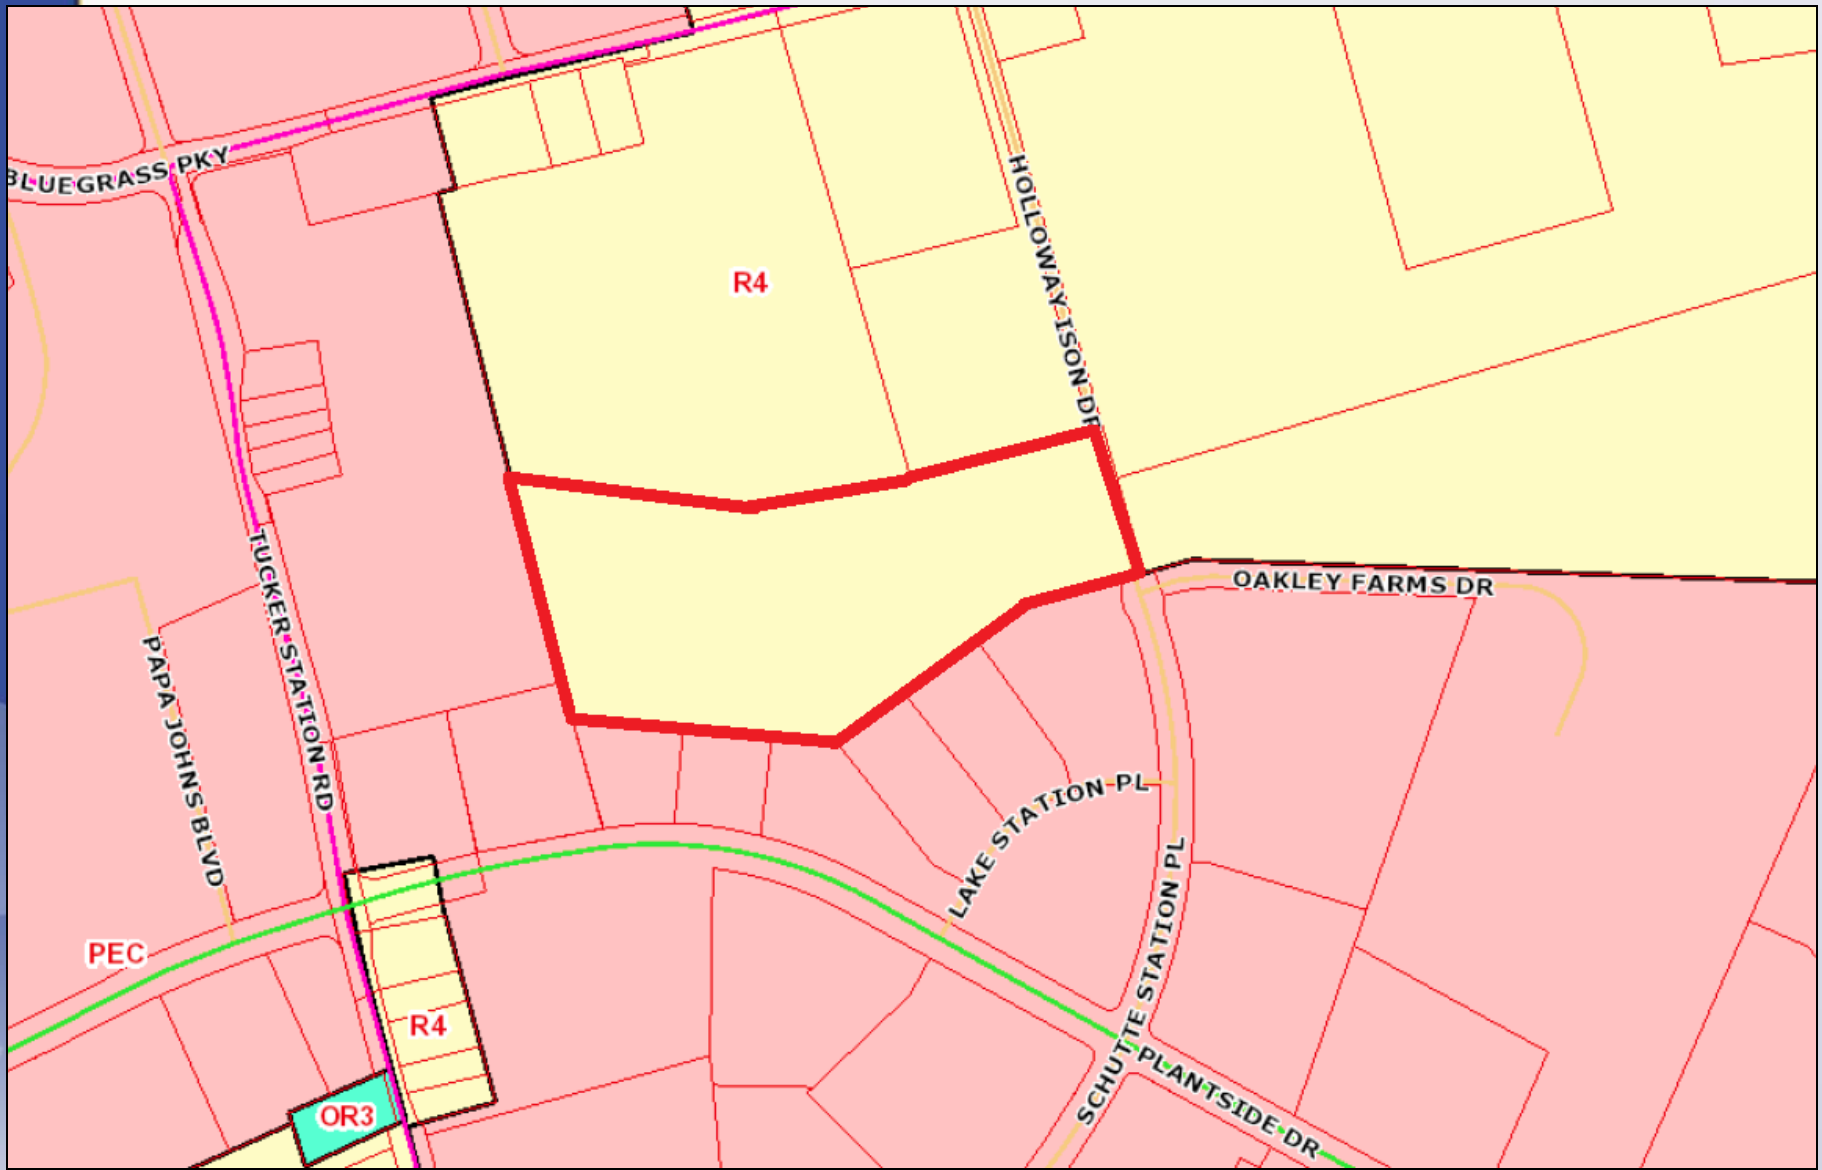 BLUEGRASS PKY
HOLLOWAY ISON DR
R4
TUCKER STATION RD
OAKLEY FARMS DR
PAPA JOHNS BLVD
LAKE STATION PL
SCHUTTE STATION PL
PEC
R4
PLANTSIDE DR
OR3